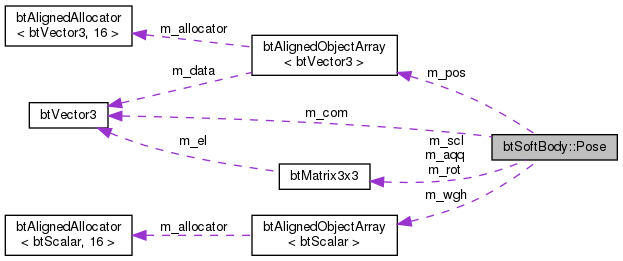 btAlignedAllocator
< btVector3, 16 >
m_allocator
btAlignedObjectArray
< btVector3 >
m_data
m_pos
btVector3
m_com
m_el
m_scl
m_aqq
m_rot
btSoftBody::Pose
btMatrix3x3
m_wgh
btAlignedAllocator
< btScalar, 16 >
m_allocator
btAlignedObjectArray
< btScalar >